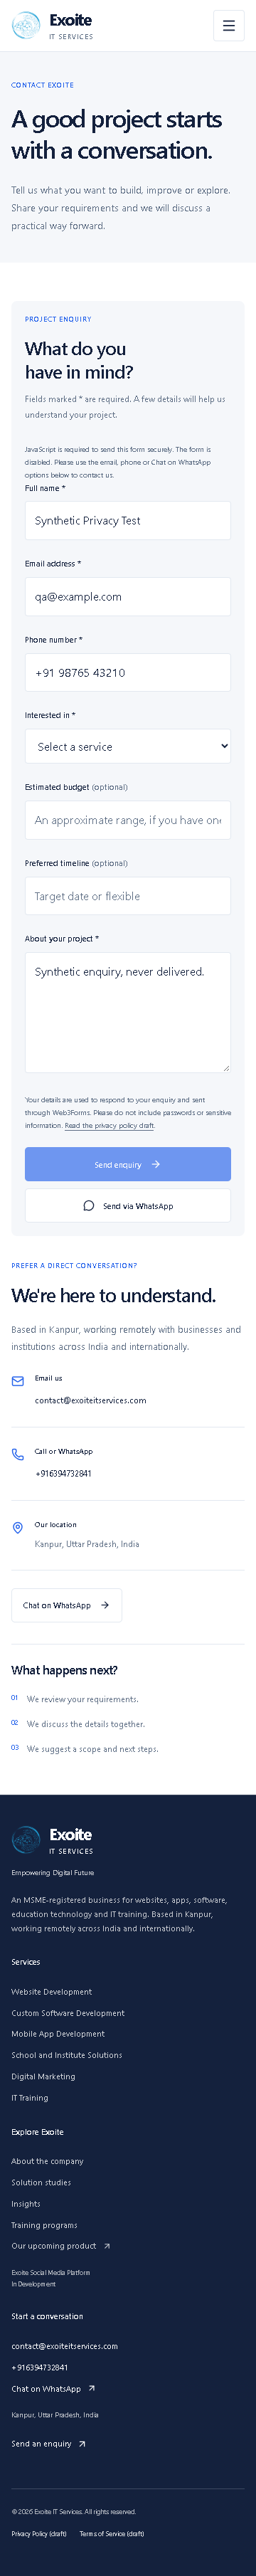 Exoite
IT SERVICES
CONTACT EXOITE
A good project starts
with a conversation.
Tell us what you want to build, improve or explore.
Share your requirements and we will discuss a
practical way forward.
PROJECT ENQUIRY
What do you
have in mind?
Fields marked * are required. A few details will help us
understand your project.
JavaScript is required to send this form securely. The form is
disabled. Please use the email, phone or Chat on WhatsApp
options below to contact us.
Full name *
Synthetic Privacy Test
Email address *
qa@example.com
Phone number *
+91 98765 43210
Interested in *
Select a service
Estimated budget (optional)
An approximate range, if you have one
Preferred timeline (optional)
Target date or flexible
About your project *
Synthetic enquiry, never delivered.
Your details are used to respond to your enquiry and sent
through Web3Forms. Please do not include passwords or sensitive
information. Read the privacy policy draft.
Send enquiry
Send via WhatsApp
PREFER A DIRECT CONVERSATION?
We're here to understand.
Based in Kanpur, working remotely with businesses and
institutions across India and internationally.
Email us
contact@exoiteitservices.com
Call or WhatsApp
+916394732841
Our location
Kanpur, Uttar Pradesh, India
Chat on WhatsApp
What happens next?
01 We review your requirements.
02 We discuss the details together.
03 We suggest a scope and next steps.
Exoite
IT SERVICES
Empowering Digital Future
An MSME-registered business for websites, apps, software,
education technology and IT training. Based in Kanpur,
working remotely across India and internationally.
Services
Website Development
Custom Software Development
Mobile App Development
School and Institute Solutions
Digital Marketing
IT Training
Explore Exoite
About the company
Solution studies
Insights
Training programs
Our upcoming product
Exoite Social Media Platform
In Development
Start a conversation
contact@exoiteitservices.com
+916394732841
Chat on WhatsApp
Kanpur, Uttar Pradesh, India
Send an enquiry
© 2026 Exoite IT Services. All rights reserved.
Privacy Policy (draft) Terms of Service (draft)